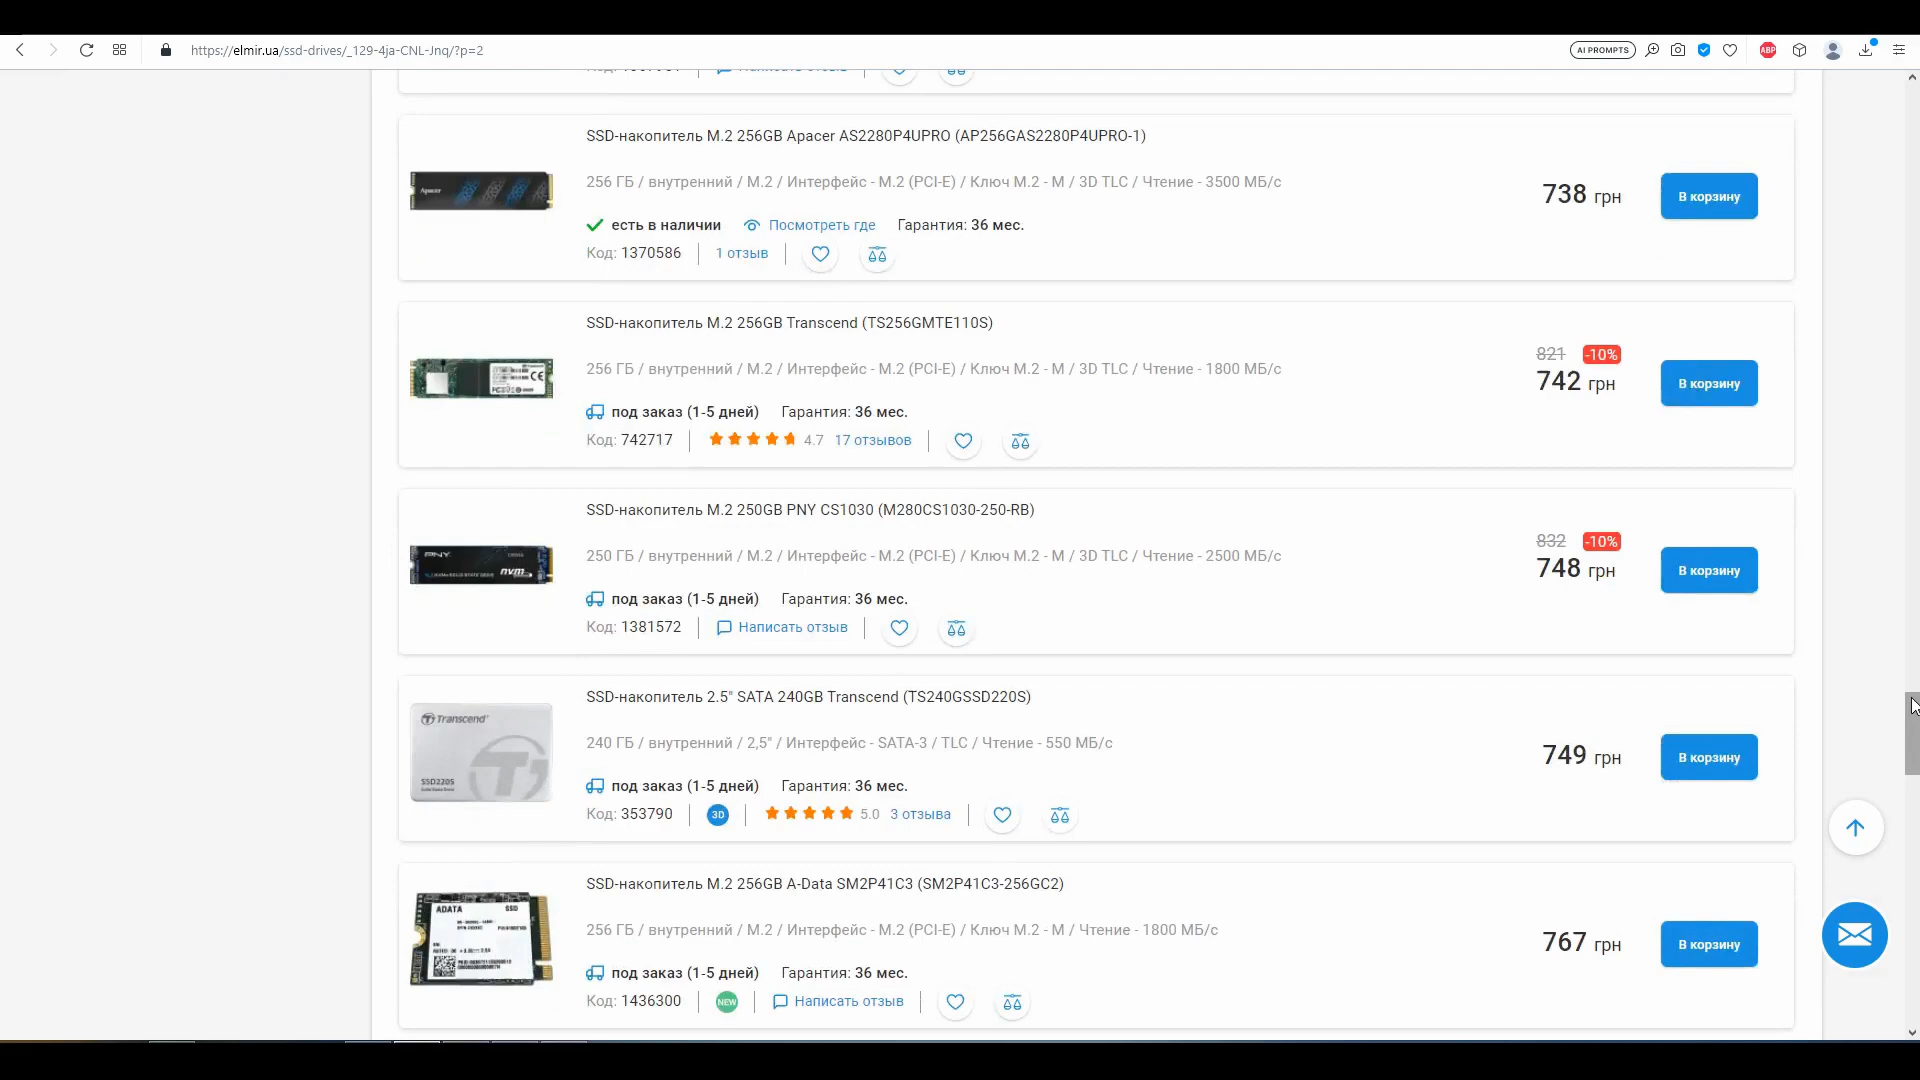 https://elmir.ua/ssd-drives/_129-4ja-CNL-Jnq/?p=2
AI PROMPTS
ABP
SSD-накопитель M.2 256GB Apacer AS2280P4UPRO (AP256GAS2280P4UPRO-1)
Apacer
256 ГБ / внутренний / M.2 / Интерфейс - M.2 (PCI-E) / Ключ M.2 - M / 3D TLC / Чтение - 3500 МБ/с
738 грн
В корзину
есть в наличии Посмотреть где Гарантия: 36 мес.
Код: 1370586 1 отзыв
SSD-накопитель M.2 256GB Transcend (TS256GMTE110S)
821 -10%
256 ГБ / внутренний / M.2 / Интерфейс - M.2 (PCI-E) / Ключ M.2 - M / 3D TLC / Чтение - 1800 МБ/с
742 грн
В корзину
под заказ (1-5 дней) Гарантия: 36 мес.
Код: 742717 4.7 17 отзывов
SSD-накопитель M.2 250GB PNY CS1030 (M280CS1030-250-RB)
832 -10%
PNY
nvm
250 ГБ / внутренний / M.2 / Интерфейс - M.2 (PCI-E) / Ключ M.2 - M / 3D TLC / Чтение - 2500 МБ/с
748 грн
В корзину
под заказ (1-5 дней) Гарантия: 36 мес.
Код: 1381572 Написать отзыв
SSD-накопитель 2.5" SATA 240GB Transcend (TS240GSSD220S)
Transcend
SSD220S
240 ГБ / внутренний / 2,5" / Интерфейс - SATA-3 / TLC / Чтение - 550 МБ/с
749 грн
В корзину
под заказ (1-5 дней) Гарантия: 36 мес.
Код: 353790 3D 5.0 3 отзыва
SSD-накопитель M.2 256GB A-Data SM2P41C3 (SM2P41C3-256GC2)
ADATA SSD
256 ГБ / внутренний / M.2 / Интерфейс - M.2 (PCI-E) / Ключ M.2 - M / Чтение - 1800 МБ/с
767 грн
В корзину
под заказ (1-5 дней) Гарантия: 36 мес.
Код: 1436300 NEW Написать отзыв